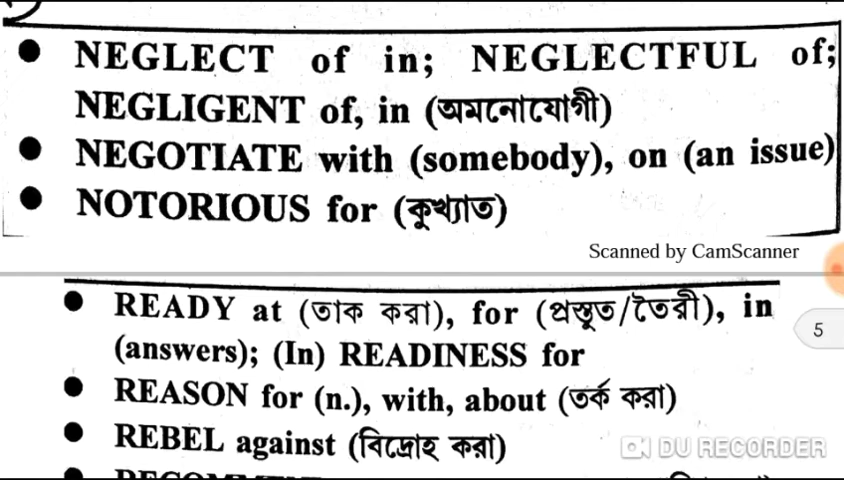 ● NEGLECT of in; NEGLECTFUL of;
NEGLIGENT of, in (অমনোযোগী)
● NEGOTIATE with (somebody), on (an issue)
● NOTORIOUS for (কুখ্যাত)
Scanned by CamScanner
● READY at (তাক করা), for (প্রস্তুত/তৈরী), in
(answers); (In) READINESS for
5
● REASON for (n.), with, about (তর্ক করা)
● REBEL against (বিদ্রোহ করা)
DU RECORDER